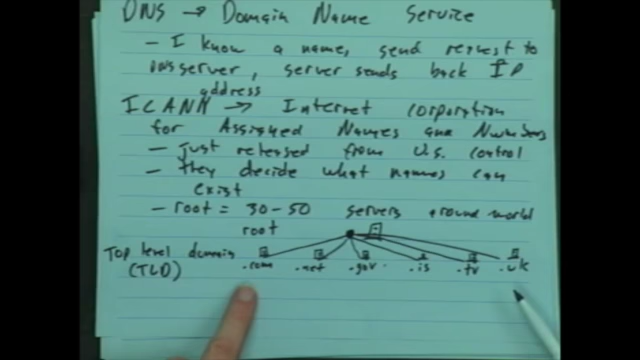 DNS → Domain Name Service
- I know a name, send request to
DNS server, server sends back IP
address
ICANN → Internet Corporation
for Assigned Names and Numbers
- just released from U.S. control
- they decide what names can
exist
- root = 30-50 servers around world
root
Top level domain
(TLD) .com .net .gov .is .tv .uk